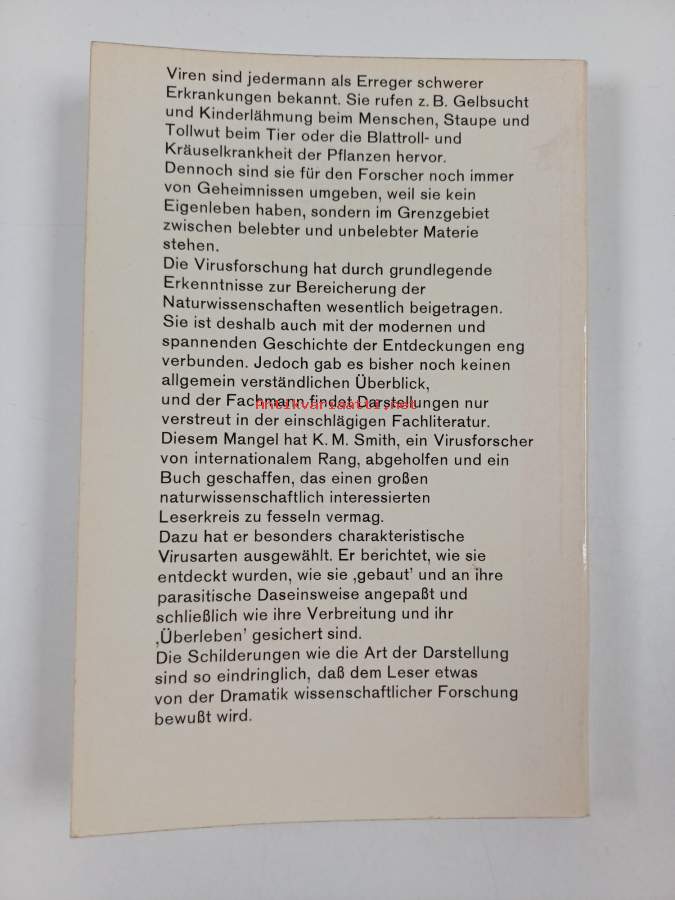 Viren sind jedermann als Erreger schwerer
Erkrankungen bekannt. Sie rufen z. B. Gelbsucht
und Kinderlähmung beim Menschen, Staupe und
Tollwut beim Tier oder die Blattroll- und
Kräuselkrankheit der Pflanzen hervor.
Dennoch sind sie für den Forscher noch immer
von Geheimnissen umgeben, weil sie kein
Eigenleben haben, sondern im Grenzgebiet
zwischen belebter und unbelebter Materie
stehen.
Die Virusforschung hat durch grundlegende
Erkenntnisse zur Bereicherung der
Naturwissenschaften wesentlich beigetragen.
Sie ist deshalb auch mit der modernen und
spannenden Geschichte der Entdeckungen eng
verbunden. Jedoch gab es bisher noch keinen
allgemein verständlichen Überblick,
und der Fachmann findet Darstellungen nur
Antikvariaatti.net
verstreut in der einschlägigen Fachliteratur.
Diesem Mangel hat K. M. Smith, ein Virusforscher
von internationalem Rang, abgeholfen und ein
Buch geschaffen, das einen großen
naturwissenschaftlich interessierten
Leserkreis zu fesseln vermag.
Dazu hat er besonders charakteristische
Virusarten ausgewählt. Er berichtet, wie sie
entdeckt wurden, wie sie ‚gebaut’ und an ihre
parasitische Daseinsweise angepaßt und
schließlich wie ihre Verbreitung und ihr
‚Überleben’ gesichert sind.
Die Schilderungen wie die Art der Darstellung
sind so eindringlich, daß dem Leser etwas
von der Dramatik wissenschaftlicher Forschung
bewußt wird.